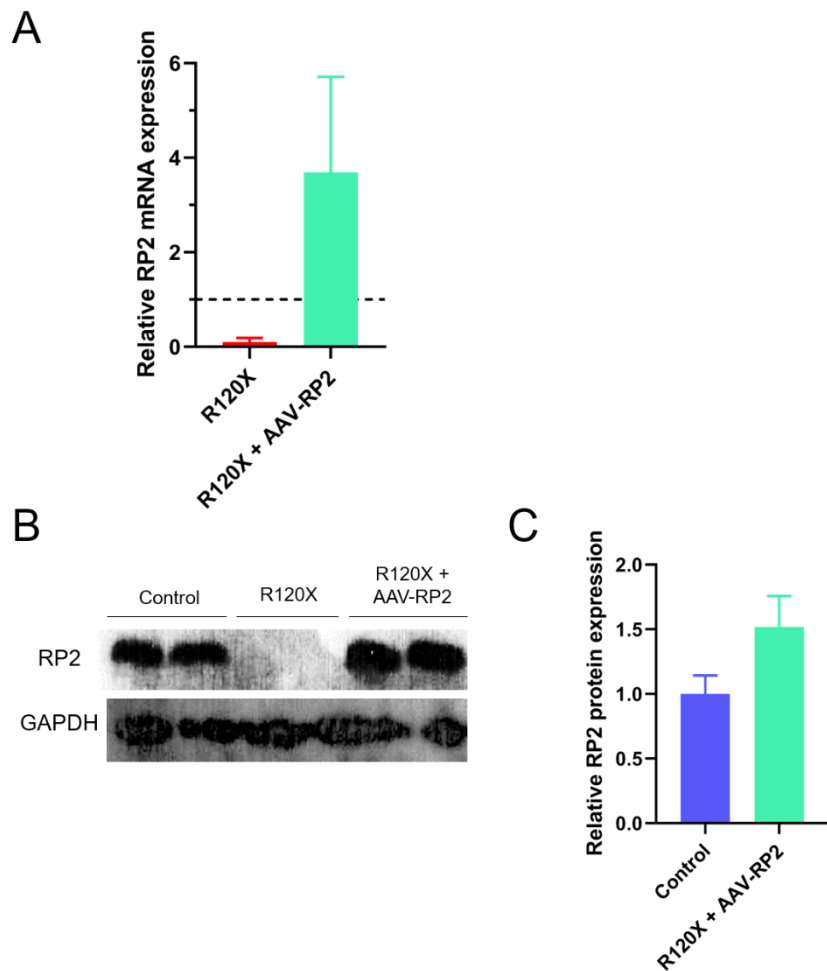 A
Relative RP2 mRNA expression
6
4
2
0
R120X
R120X + AAV-RP2
B
Control
R120X
R120X +
AAV-RP2
RP2
GAPDH
C
Relative RP2 protein expression
2.0
1.5
1.0
0.5
0.0
Control
R120X + AAV-RP2